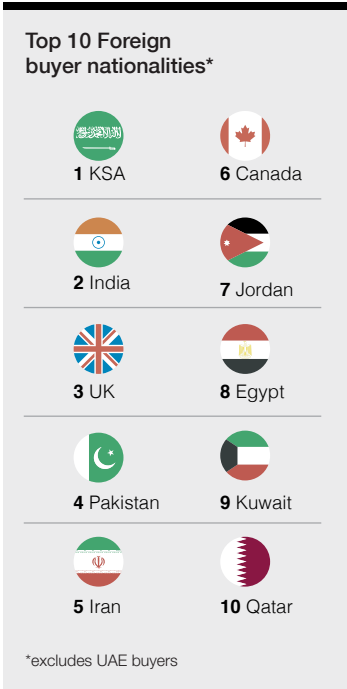 Top 10 Foreign
buyer nationalities*
1 KSA
6 Canada
2 India
7 Jordan
3 UK
8 Egypt
4 Pakistan
9 Kuwait
5 Iran
10 Qatar
*excludes UAE buyers